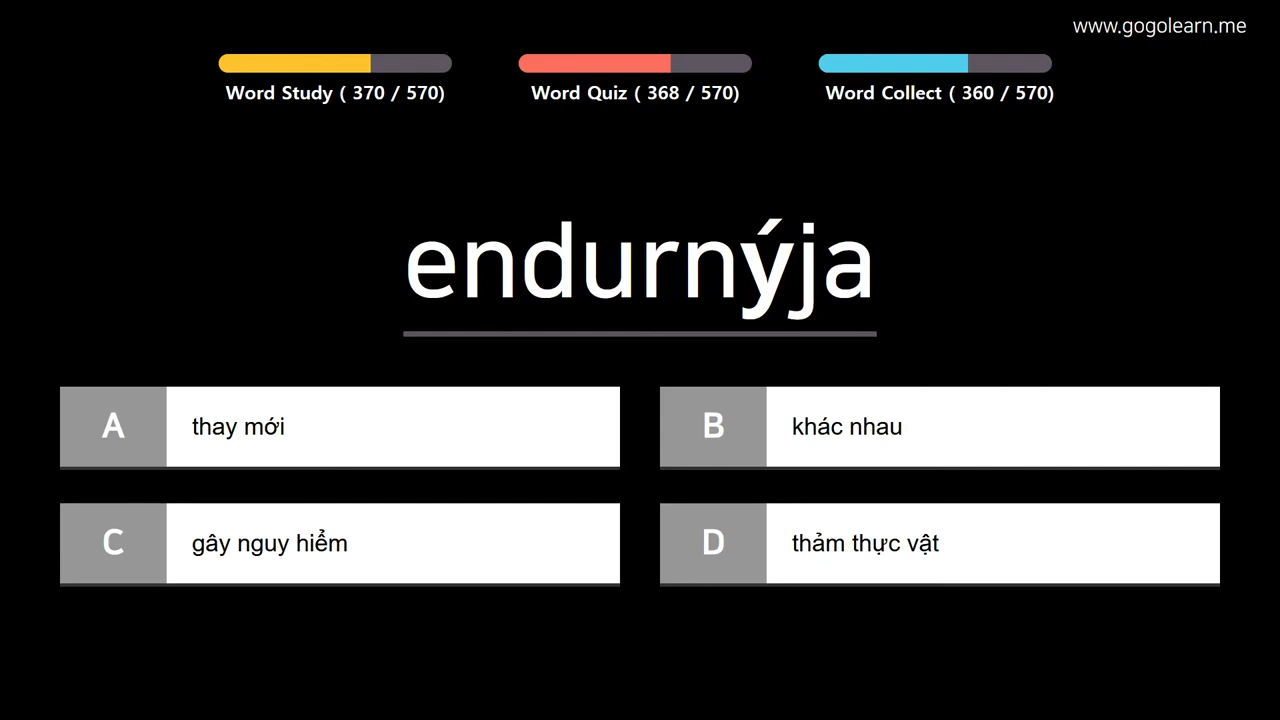 www.gogolearn.me
Word Study ( 370 / 570)
Word Quiz ( 368 / 570)
Word Collect ( 360 / 570)
endurnýja
A
thay mới
B
khác nhau
C
gây nguy hiểm
D
thảm thực vật